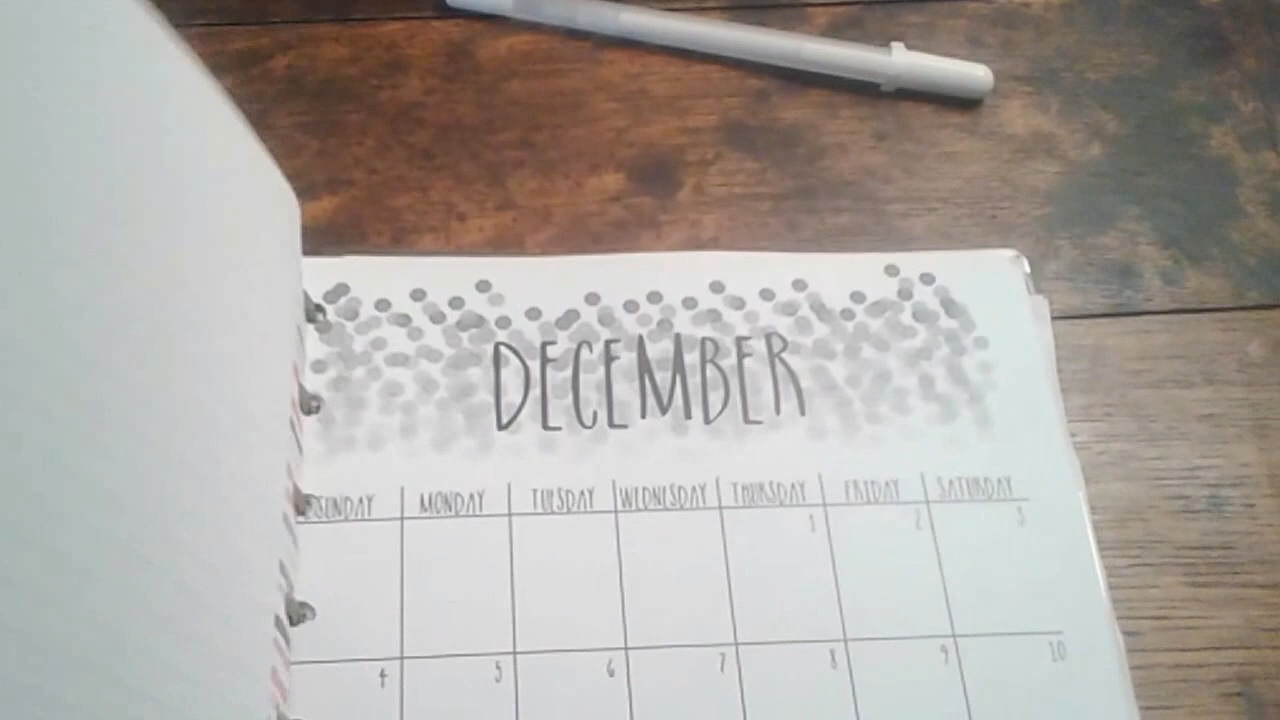 DECEMBER
SUNDAY MONDAY TUESDAY WEDNESDAY THURSDAY FRIDAY SATURDAY
1 2 3
4 5 6 7 8 9 10